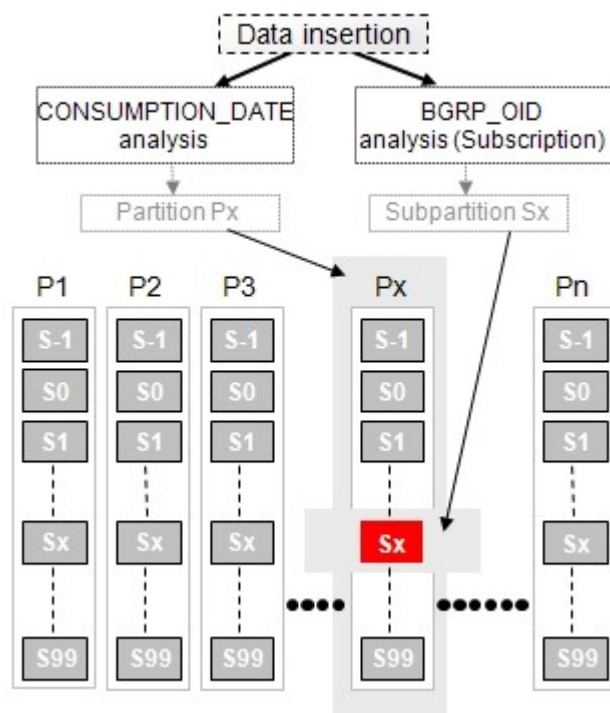 Data insertion
CONSUMPTION_DATE
analysis
BGRP_OID
analysis (Subscription)
Partition Px
Subpartition Sx
P1 P2 P3 Px Pn
S-1 S-1 S-1 S-1 S-1
S0 S0 S0 S0 S0
S1 S1 S1 S1 S1
Sx Sx Sx Sx Sx
S99 S99 S99 S99 S99